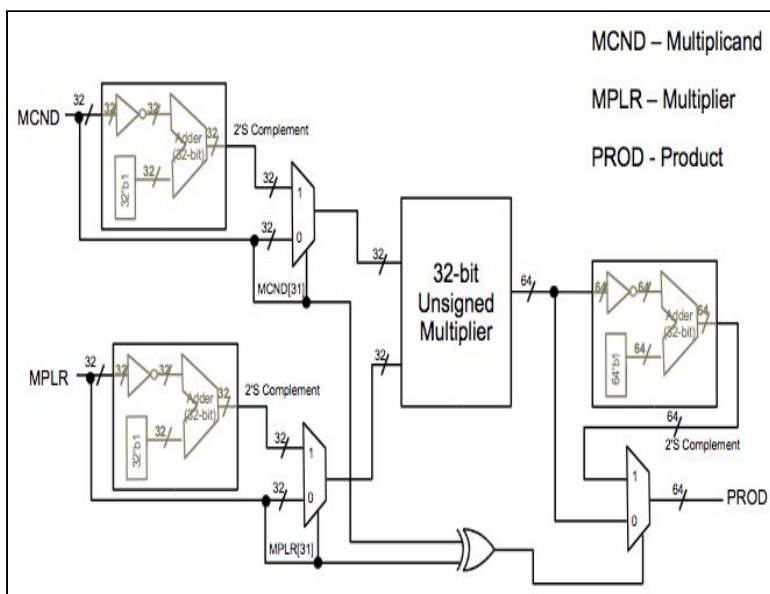 MCND – Multiplicand
MPLR – Multiplier
PROD - Product
MCND
32
32
32
Adder
(32-bit)
32
32
32'b1
2'S Complement
32
1
32
0
MCND[31]
32
32-bit
Unsigned
Multiplier
64
64
64
Adder
(32-bit)
64
64
64'b1
64
2'S Complement
1
0
64
PROD
MPLR
32
32
32
Adder
(32-bit)
32
32
32'b1
2'S Complement
32
1
32
0
MPLR[31]
32